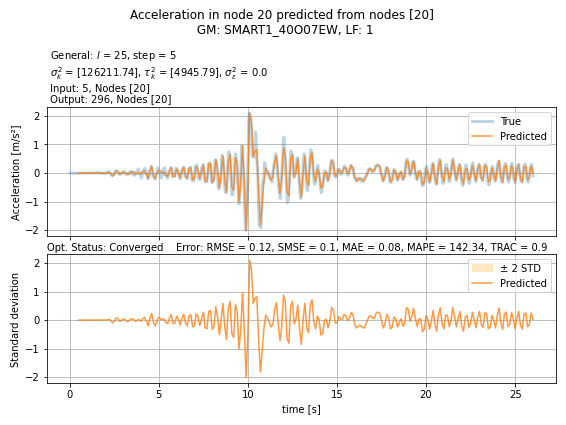 Acceleration in node 20 predicted from nodes [20]
GM: SMART1_40O07EW, LF: 1
General: l = 25, step = 5
σ²ₖ = [126211.74], τ²ₖ = [4945.79], σ²ε = 0.0
Input: 5, Nodes [20]
Output: 296, Nodes [20]
Acceleration [m/s²]
2
1
0
−1
−2
True
Predicted
Opt. Status: Converged    Error: RMSE = 0.12, SMSE = 0.1, MAE = 0.08, MAPE = 142.34, TRAC = 0.9
Standard deviation
2
1
0
−1
−2
± 2 STD
Predicted
0 5 10 15 20 25
time [s]